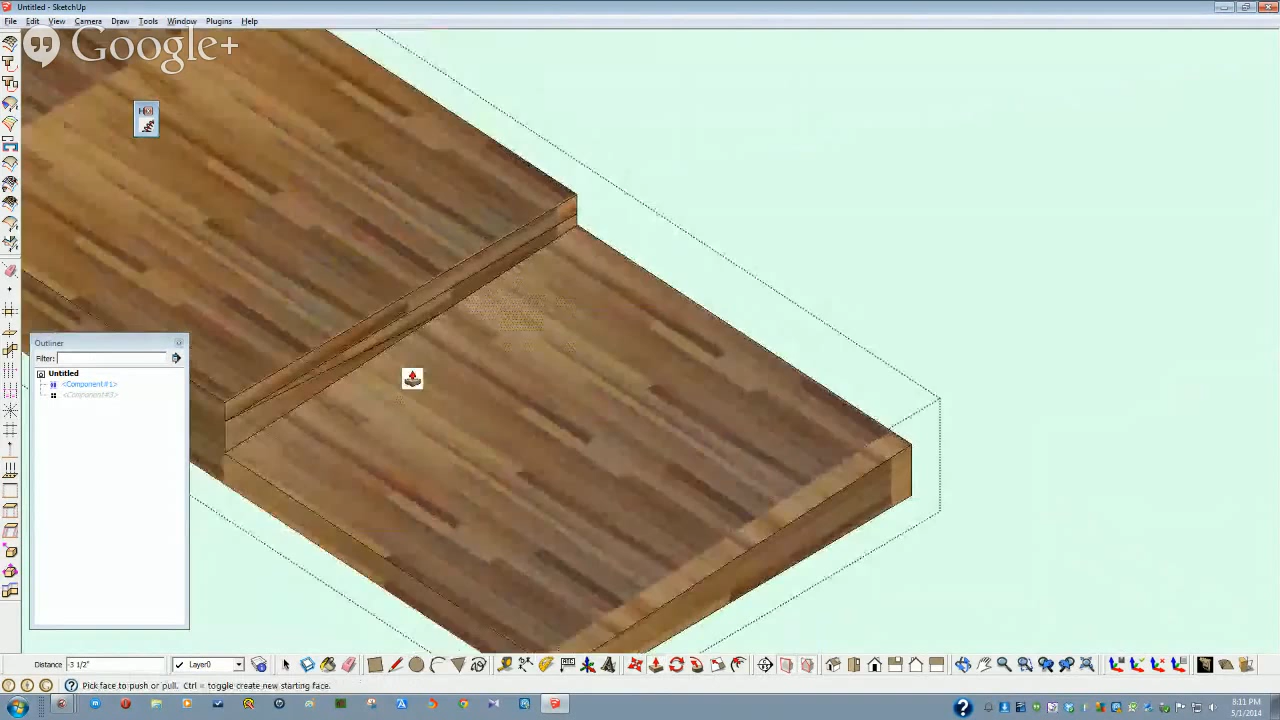 Untitled - SketchUp
File Edit View Camera Draw Tools Window Plugins Help
Google+
Outliner
Filter:
Untitled
<Component#1>
<Component#3>
Distance -3 1/2" Layer0
Pick face to push or pull. Ctrl = toggle create new starting face.
8:11 PM
5/1/2014